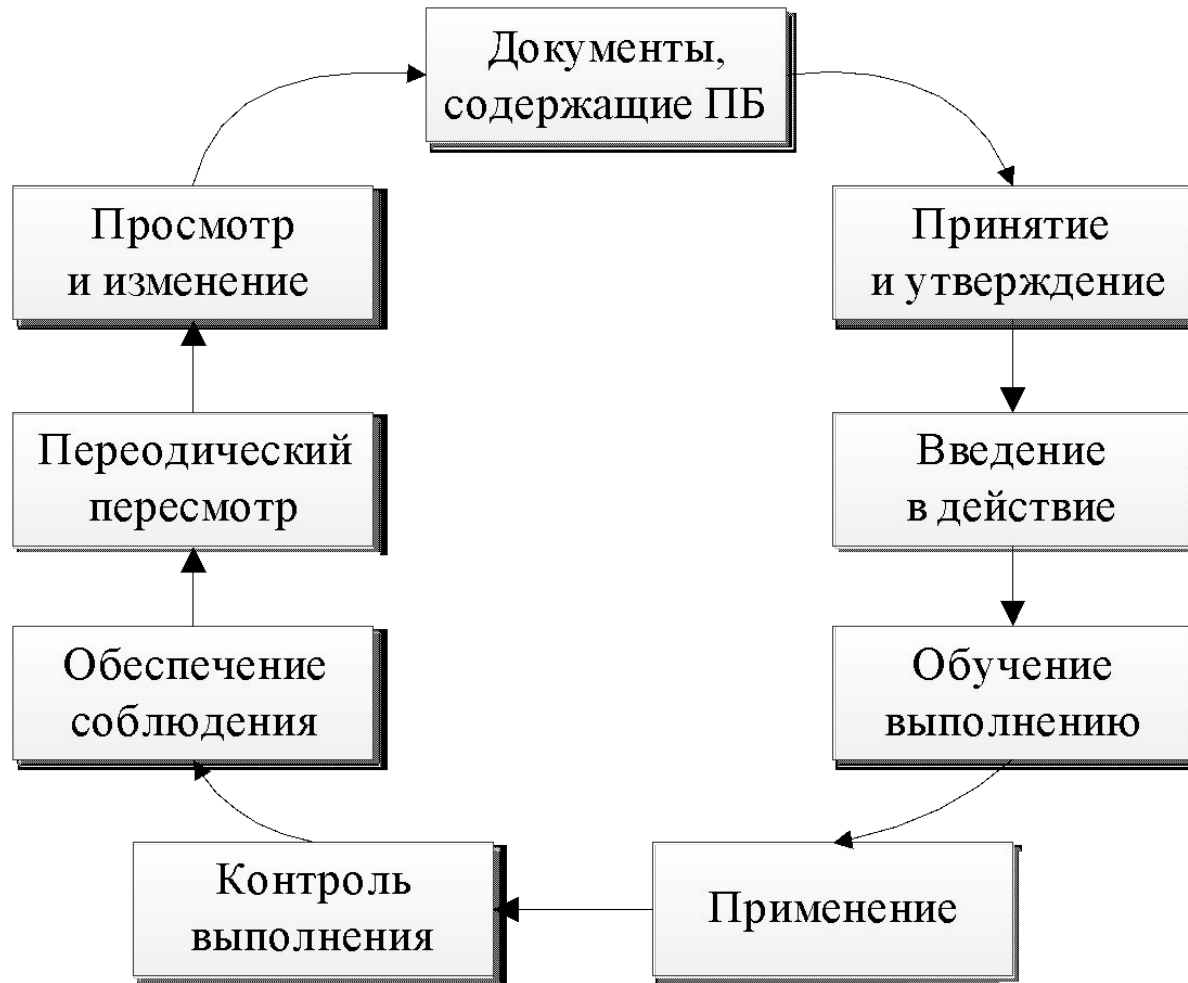 Документы,
содержащие ПБ
Принятие
и утверждение
Введение
в действие
Обучение
выполнению
Применение
Контроль
выполнения
Обеспечение
соблюдения
Переодический
пересмотр
Просмотр
и изменение